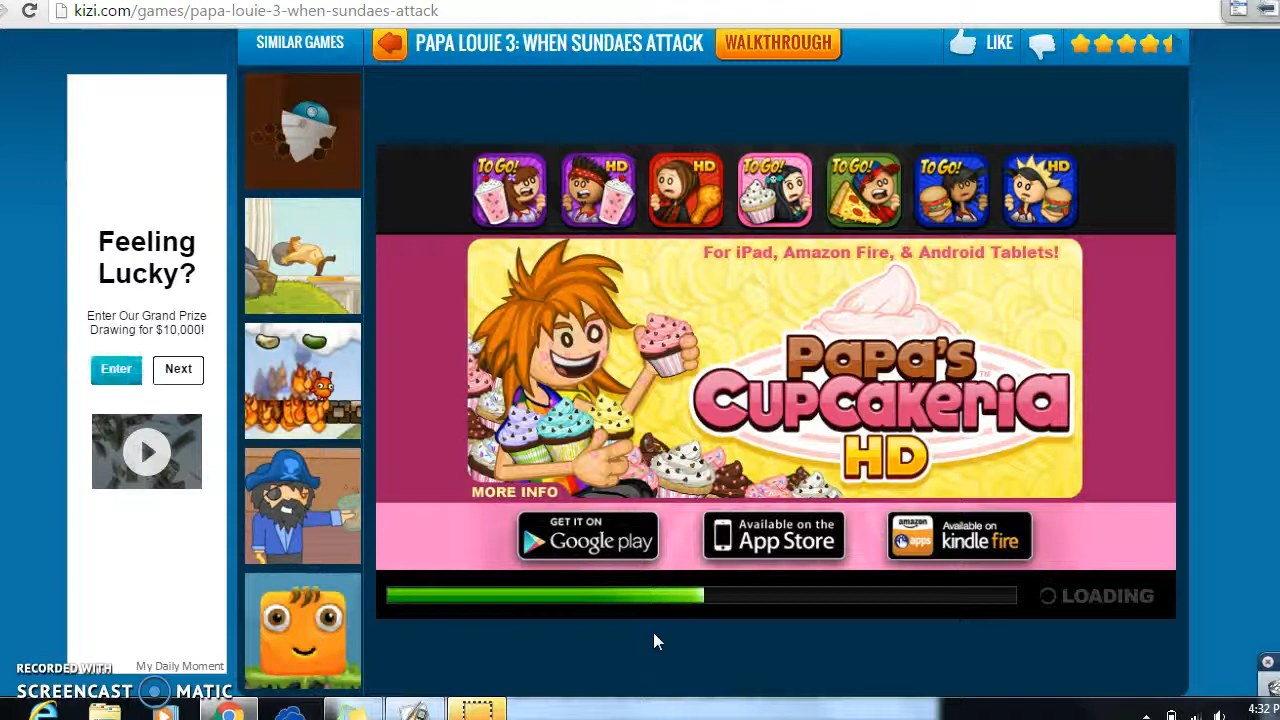 kizi.com/games/papa-louie-3-when-sundaes-attack
SIMILAR GAMES
PAPA LOUIE 3: WHEN SUNDAES ATTACK
WALKTHROUGH
LIKE
TO GO!
HD
HD
TO GO!
TO GO!
TO GO!
HD
For iPad, Amazon Fire, & Android Tablets!
Feeling
Lucky?
Enter Our Grand Prize
Drawing for $10,000!
Enter
Next
Papa's
Cupcakeria
HD
TM
MORE INFO
GET IT ON
Google play
Available on the
App Store
amazon
apps
Available on
kindle fire
LOADING
My Daily Moment
RECORDED WITH
SCREENCAST MATIC
4:32 P